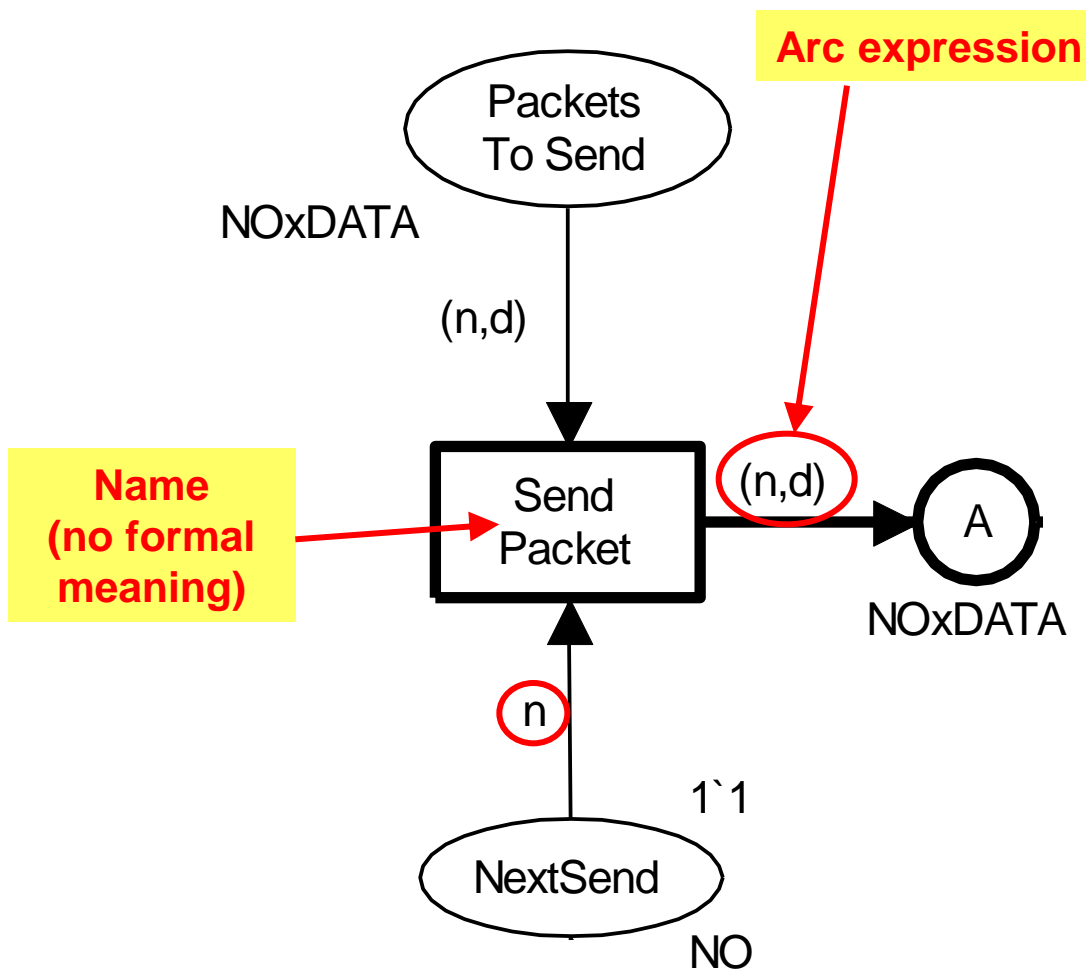 Arc expression
Packets
To Send
NOxDATA
(n,d)
Name
(no formal
meaning)
Send
Packet
(n,d)
A
NOxDATA
n
1`1
NextSend
NO